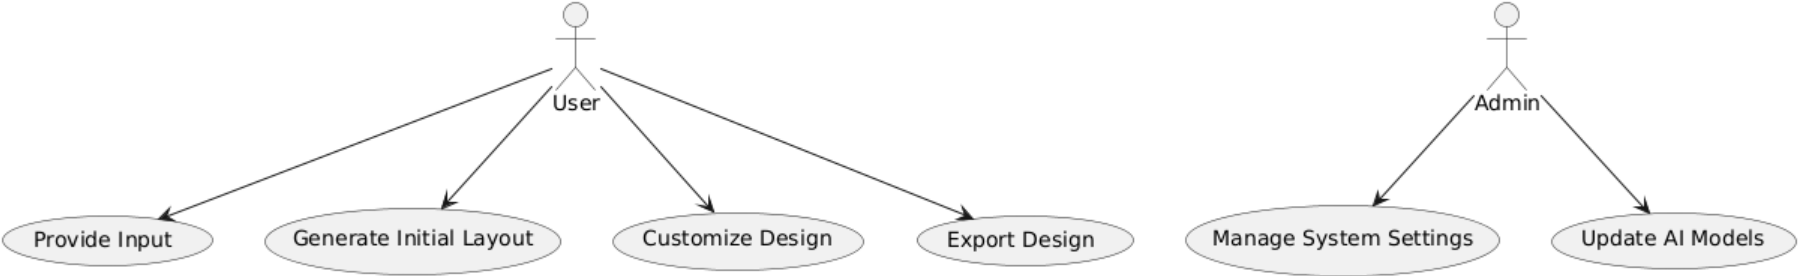 User
Admin
Provide Input
Generate Initial Layout
Customize Design
Export Design
Manage System Settings
Update AI Models